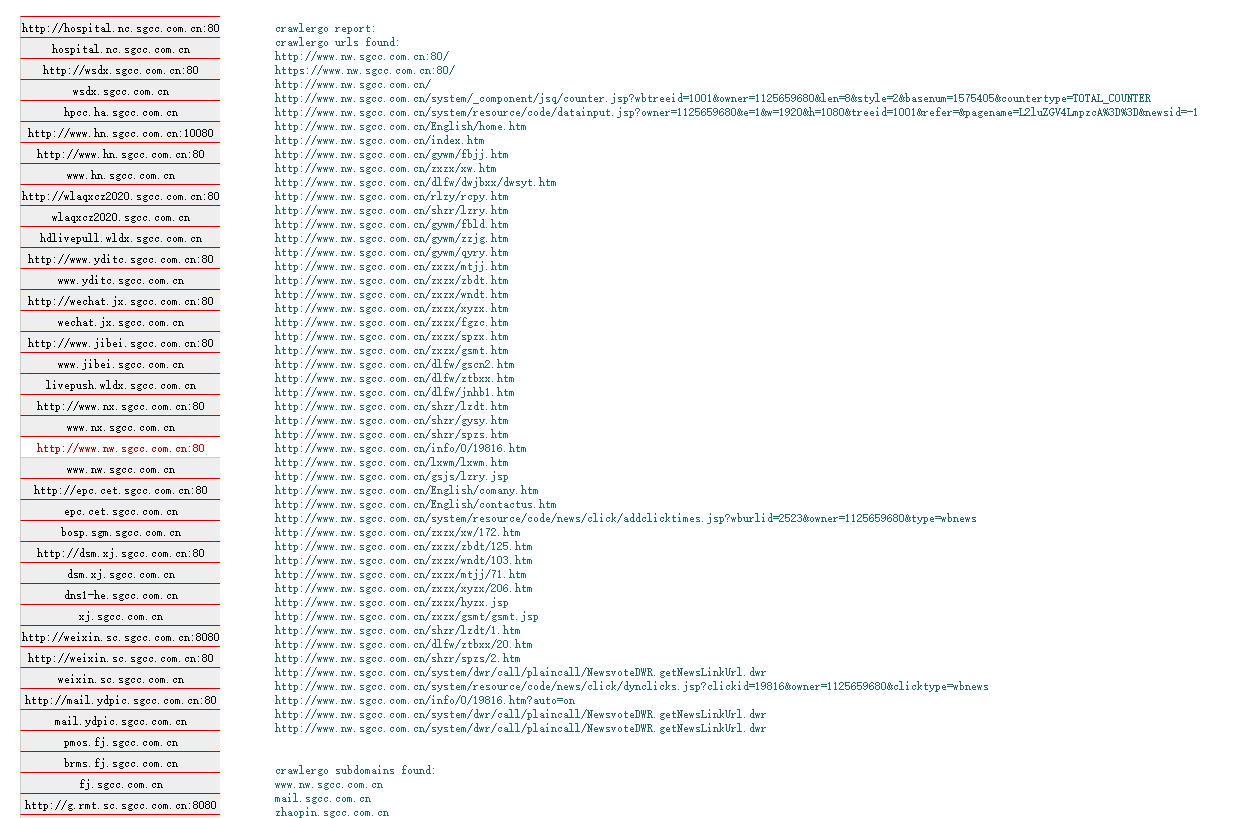 http://hospital.nc.sgcc.com.cn:80
hospital.nc.sgcc.com.cn
http://wsdx.sgcc.com.cn:80
wsdx.sgcc.com.cn
hpcc.ha.sgcc.com.cn
http://www.hn.sgcc.com.cn:10080
http://www.hn.sgcc.com.cn:80
www.hn.sgcc.com.cn
http://wlaqxcz2020.sgcc.com.cn:80
wlaqxcz2020.sgcc.com.cn
hdlivepull.wldx.sgcc.com.cn
http://www.yditc.sgcc.com.cn:80
www.yditc.sgcc.com.cn
http://wechat.jx.sgcc.com.cn:80
wechat.jx.sgcc.com.cn
http://www.jibei.sgcc.com.cn:80
www.jibei.sgcc.com.cn
livepush.wldx.sgcc.com.cn
http://www.nx.sgcc.com.cn:80
www.nx.sgcc.com.cn
http://www.nw.sgcc.com.cn:80
www.nw.sgcc.com.cn
http://epc.cet.sgcc.com.cn:80
epc.cet.sgcc.com.cn
bosp.sgm.sgcc.com.cn
http://dsm.xj.sgcc.com.cn:80
dsm.xj.sgcc.com.cn
dns1-he.sgcc.com.cn
xj.sgcc.com.cn
http://weixin.sc.sgcc.com.cn:8080
http://weixin.sc.sgcc.com.cn:80
weixin.sc.sgcc.com.cn
http://mail.ydpic.sgcc.com.cn:80
mail.ydpic.sgcc.com.cn
pmos.fj.sgcc.com.cn
brms.fj.sgcc.com.cn
fj.sgcc.com.cn
http://g.rmt.sc.sgcc.com.cn:8080
crawlergo report:
crawlergo urls found:
http://www.nw.sgcc.com.cn:80/
https://www.nw.sgcc.com.cn:80/
http://www.nw.sgcc.com.cn/
http://www.nw.sgcc.com.cn/system/_component/jsq/counter.jsp?wbtreeid=1001&owner=1125659680&len=8&style=2&basenum=1575405&countertype=TOTAL_COUNTER
http://www.nw.sgcc.com.cn/system/resource/code/datainput.jsp?owner=1125659680&e=1&w=1920&h=1080&treeid=1001&refer=&pagename=L2luZGV4LmpzcA%3D%3D&newsid=-1
http://www.nw.sgcc.com.cn/English/home.htm
http://www.nw.sgcc.com.cn/index.htm
http://www.nw.sgcc.com.cn/gywm/fbjj.htm
http://www.nw.sgcc.com.cn/zxzx/xw.htm
http://www.nw.sgcc.com.cn/dlfw/dwjbxx/dwsyt.htm
http://www.nw.sgcc.com.cn/rlzy/rcpy.htm
http://www.nw.sgcc.com.cn/shzr/lzry.htm
http://www.nw.sgcc.com.cn/gywm/fbld.htm
http://www.nw.sgcc.com.cn/gywm/zzjg.htm
http://www.nw.sgcc.com.cn/gywm/qyry.htm
http://www.nw.sgcc.com.cn/zxzx/mtjj.htm
http://www.nw.sgcc.com.cn/zxzx/zbdt.htm
http://www.nw.sgcc.com.cn/zxzx/wndt.htm
http://www.nw.sgcc.com.cn/zxzx/xyzx.htm
http://www.nw.sgcc.com.cn/zxzx/fgzc.htm
http://www.nw.sgcc.com.cn/zxzx/spzx.htm
http://www.nw.sgcc.com.cn/zxzx/gsmt.htm
http://www.nw.sgcc.com.cn/dlfw/gscn2.htm
http://www.nw.sgcc.com.cn/dlfw/ztbxx.htm
http://www.nw.sgcc.com.cn/dlfw/jnhb1.htm
http://www.nw.sgcc.com.cn/shzr/lzdt.htm
http://www.nw.sgcc.com.cn/shzr/gysy.htm
http://www.nw.sgcc.com.cn/shzr/spzs.htm
http://www.nw.sgcc.com.cn/info/0/19816.htm
http://www.nw.sgcc.com.cn/lxwm/lxwm.htm
http://www.nw.sgcc.com.cn/gsjs/lzry.jsp
http://www.nw.sgcc.com.cn/English/comany.htm
http://www.nw.sgcc.com.cn/English/contactus.htm
http://www.nw.sgcc.com.cn/system/resource/code/news/click/addclicktimes.jsp?wburlid=2523&owner=1125659680&type=wbnews
http://www.nw.sgcc.com.cn/zxzx/xw/172.htm
http://www.nw.sgcc.com.cn/zxzx/zbdt/125.htm
http://www.nw.sgcc.com.cn/zxzx/wndt/103.htm
http://www.nw.sgcc.com.cn/zxzx/mtjj/71.htm
http://www.nw.sgcc.com.cn/zxzx/xyzx/206.htm
http://www.nw.sgcc.com.cn/zxzx/hyzx.jsp
http://www.nw.sgcc.com.cn/zxzx/gsmt/gsmt.jsp
http://www.nw.sgcc.com.cn/shzr/lzdt/1.htm
http://www.nw.sgcc.com.cn/dlfw/ztbxx/20.htm
http://www.nw.sgcc.com.cn/shzr/spzs/2.htm
http://www.nw.sgcc.com.cn/system/dwr/call/plaincall/NewsvoteDWR.getNewsLinkUrl.dwr
http://www.nw.sgcc.com.cn/system/resource/code/news/click/dynclicks.jsp?clickid=19816&owner=1125659680&clicktype=wbnews
http://www.nw.sgcc.com.cn/info/0/19816.htm?auto=on
http://www.nw.sgcc.com.cn/system/dwr/call/plaincall/NewsvoteDWR.getNewsLinkUrl.dwr
http://www.nw.sgcc.com.cn/system/dwr/call/plaincall/NewsvoteDWR.getNewsLinkUrl.dwr
crawlergo subdomains found:
www.nw.sgcc.com.cn
mail.sgcc.com.cn
zhaopin.sgcc.com.cn